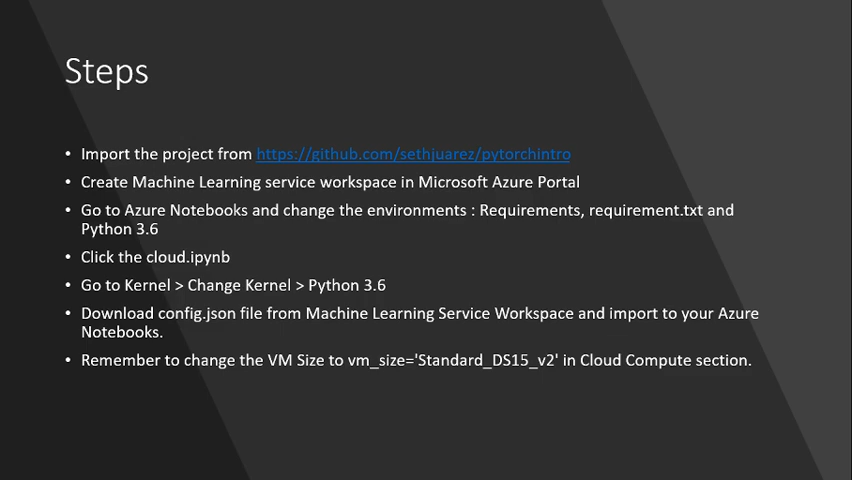 Steps
• Import the project from https://github.com/sethjuarez/pytorchintro
• Create Machine Learning service workspace in Microsoft Azure Portal
• Go to Azure Notebooks and change the environments : Requirements, requirement.txt and
Python 3.6
• Click the cloud.ipynb
• Go to Kernel > Change Kernel > Python 3.6
• Download config.json file from Machine Learning Service Workspace and import to your Azure
Notebooks.
• Remember to change the VM Size to vm_size='Standard_DS15_v2' in Cloud Compute section.